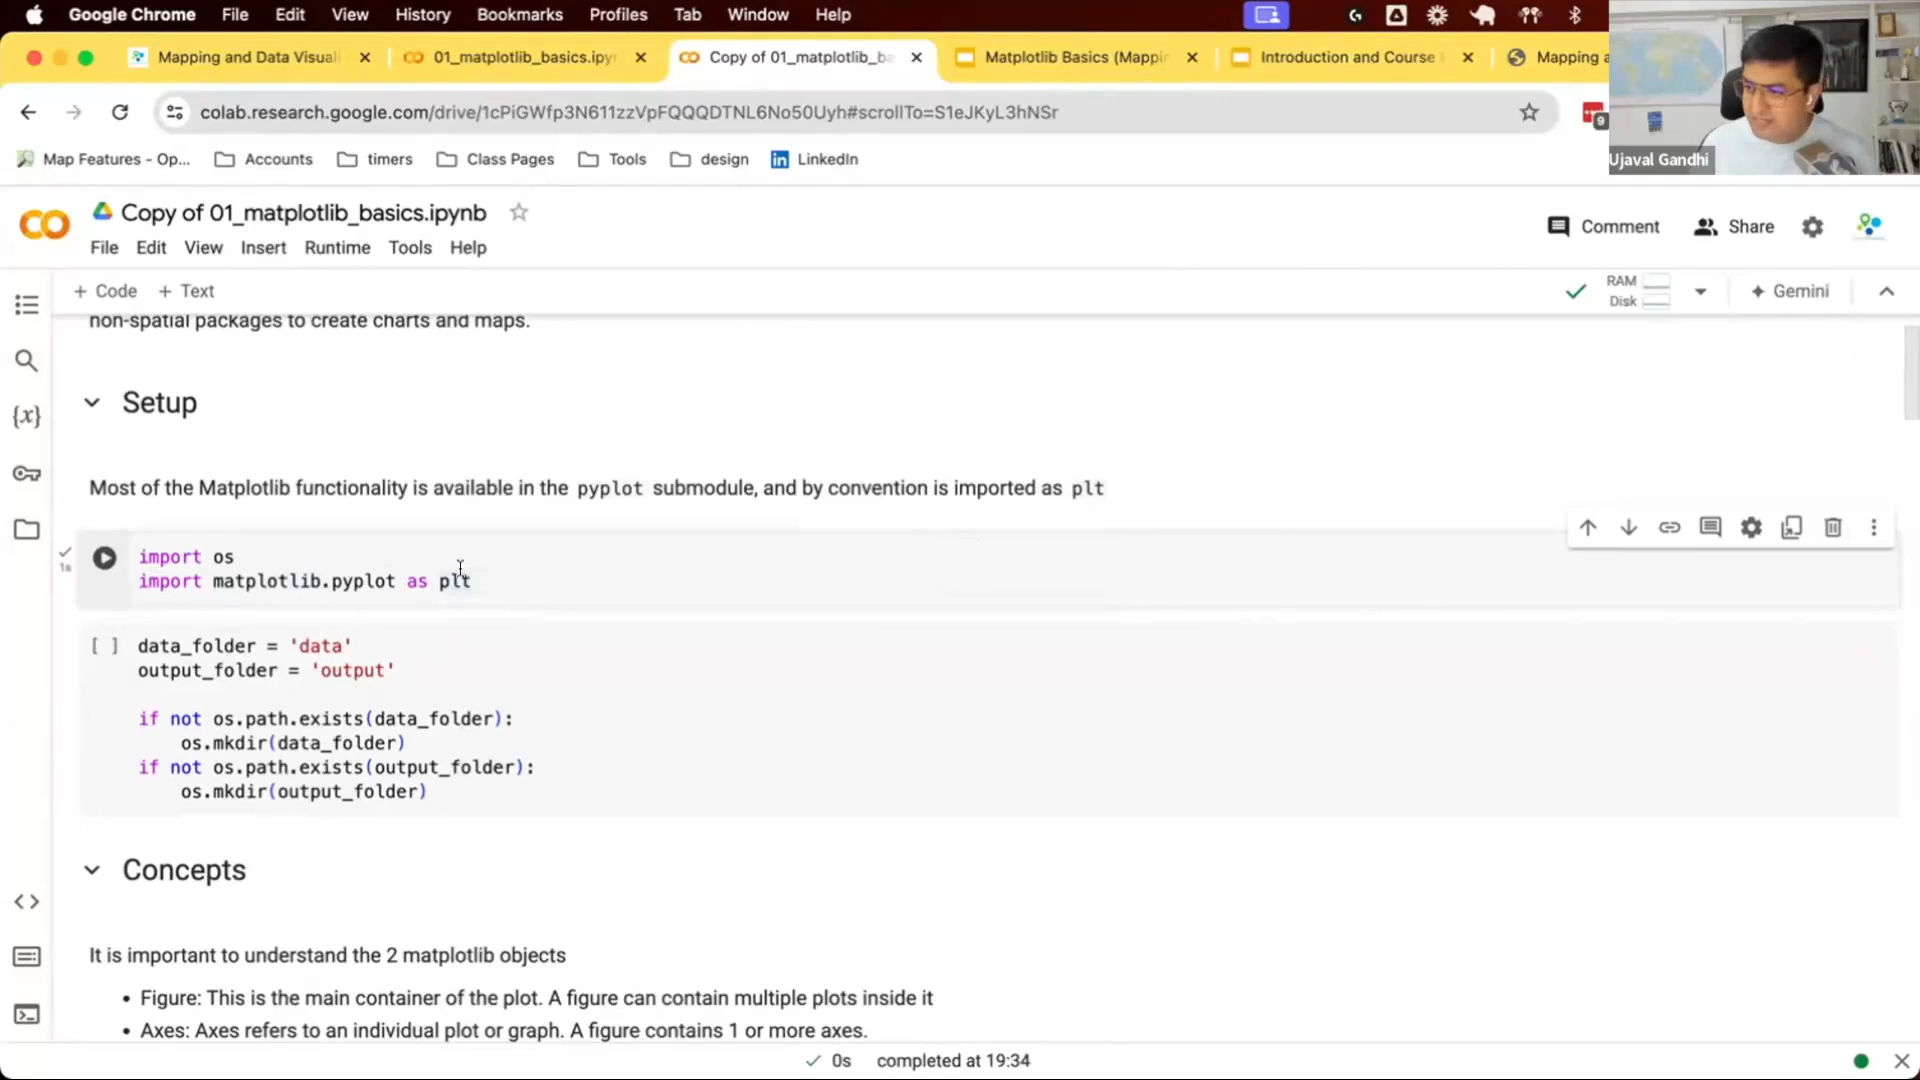 Google Chrome File Edit View History Bookmarks Profiles Tab Window Help
Mapping and Data Visuali
01_matplotlib_basics.ipyn
Copy of 01_matplotlib_ba
Matplotlib Basics (Mappin
Introduction and Course
Mapping a
colab.research.google.com/drive/1cPiGWfp3N611zzVpFQQQDTNL6No50Uyh#scrollTo=S1eJKyL3hNSr
9
Map Features - Op... Accounts timers Class Pages Tools design LinkedIn
Ujaval Gandhi
CO
Copy of 01_matplotlib_basics.ipynb
File Edit View Insert Runtime Tools Help
Comment Share
+ Code + Text
RAM
Disk
Gemini
non-spatial packages to create charts and maps.
Setup
Most of the Matplotlib functionality is available in the pyplot submodule, and by convention is imported as plt
1s
import os
import matplotlib.pyplot as plt
[ ] data_folder = 'data'
output_folder = 'output'
if not os.path.exists(data_folder):
os.mkdir(data_folder)
if not os.path.exists(output_folder):
os.mkdir(output_folder)
Concepts
It is important to understand the 2 matplotlib objects
• Figure: This is the main container of the plot. A figure can contain multiple plots inside it
• Axes: Axes refers to an individual plot or graph. A figure contains 1 or more axes.
0s completed at 19:34